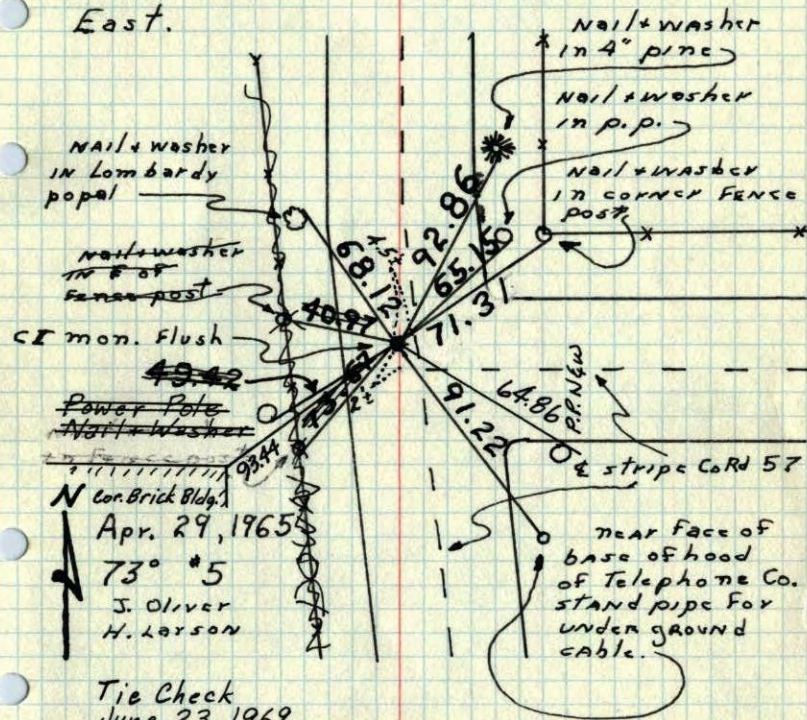 East.
Nail + washer
in 4" pine
Nail + washer
in p.p.
Nail + washer
in corner Fence
post
Nail + washer
in Lombardy
popal
Nail + washer
in E of
Fence post
CI mon. Flush
49.42
Power Pole
Nail + Washer
in Fence post
68.12
4.5±
92.86
65.15
71.31
40.97
73.67
2±
93.44
91.22
64.86
P.P. N&W
℄ stripe Co Rd 57
Cor. Brick Bldg.
N
Apr. 29, 1965
73° #5
J. Oliver
H. Larson
near Face of
base of hood
of Telephone Co.
stand pipe For
under ground
cable.
Tie Check
June 23, 1969